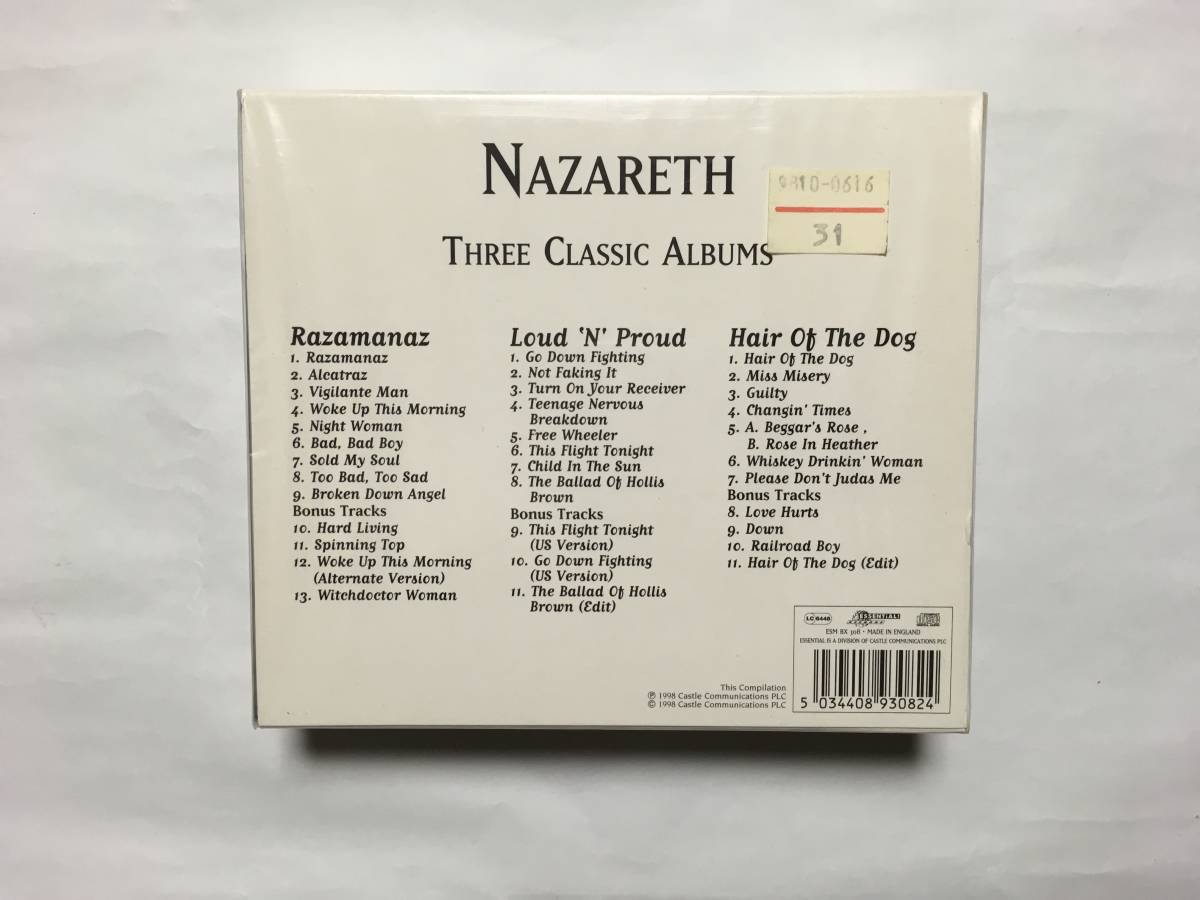 NAZARETH
9810-0616
31
THREE CLASSIC ALBUMS
Razamanaz
1. Razamanaz
2. Alcatraz
3. Vigilante Man
4. Woke Up This Morning
5. Night Woman
6. Bad, Bad Boy
7. Sold My Soul
8. Too Bad, Too Sad
9. Broken Down Angel
Bonus Tracks
10. Hard Living
11. Spinning Top
12. Woke Up This Morning
(Alternate Version)
13. Witchdoctor Woman
Loud 'N' Proud
1. Go Down Fighting
2. Not Faking It
3. Turn On Your Receiver
4. Teenage Nervous
Breakdown
5. Free Wheeler
6. This Flight Tonight
7. Child In The Sun
8. The Ballad Of Hollis
Brown
Bonus Tracks
9. This Flight Tonight
(US Version)
10. Go Down Fighting
(US Version)
11. The Ballad Of Hollis
Brown (Edit)
Hair Of The Dog
1. Hair Of The Dog
2. Miss Misery
3. Guilty
4. Changin' Times
5. A. Beggar's Rose ,
B. Rose In Heather
6. Whiskey Drinkin' Woman
7. Please Don't Judas Me
Bonus Tracks
8. Love Hurts
9. Down
10. Railroad Boy
11. Hair Of The Dog (Edit)
LC 6448
ESSENTIAL!
ESM BX 308 • MADE IN ENGLAND
ESSENTIAL IS A DIVISION OF CASTLE COMMUNICATIONS PLC
5 034408 930824
This Compilation
℗ 1998 Castle Communications PLC
© 1998 Castle Communications PLC